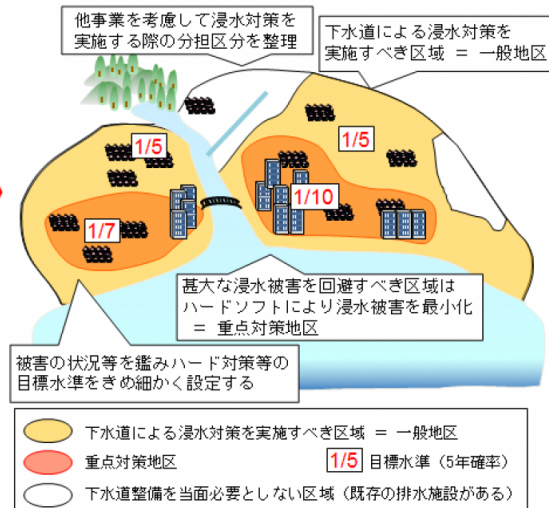 他事業を考慮して浸水対策を
実施する際の分担区分を整理
下水道による浸水対策を
実施すべき区域 = 一般地区
1/5
1/5
1/10
1/7
甚大な浸水被害を回避すべき区域は
ハードソフトにより浸水被害を最小化
= 重点対策地区
被害の状況等を鑑みハード対策等の
目標水準をきめ細かく設定する
下水道による浸水対策を実施すべき区域 = 一般地区
重点対策地区
1/5 目標水準（5年確率）
下水道整備を当面必要としない区域（既存の排水施設がある）